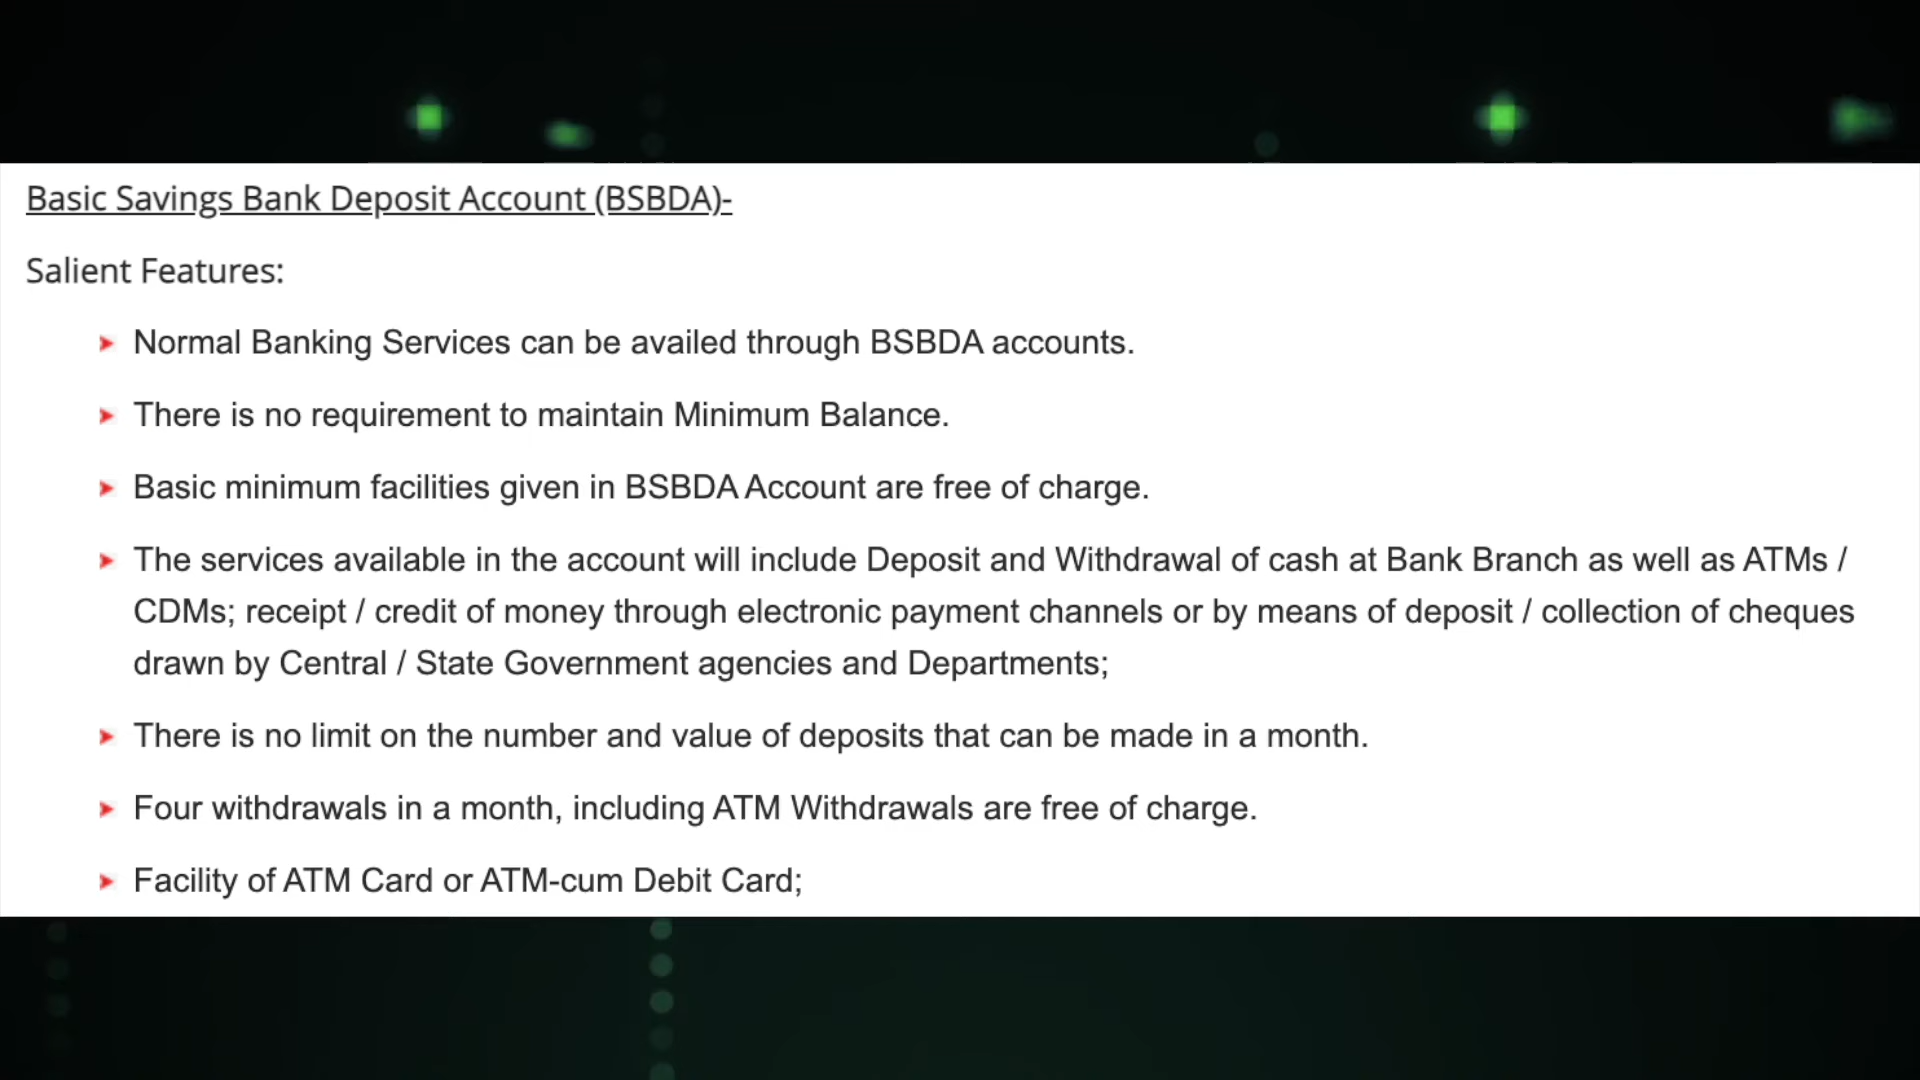 Basic Savings Bank Deposit Account (BSBDA)-
Salient Features:
Normal Banking Services can be availed through BSBDA accounts.
There is no requirement to maintain Minimum Balance.
Basic minimum facilities given in BSBDA Account are free of charge.
The services available in the account will include Deposit and Withdrawal of cash at Bank Branch as well as ATMs /
CDMs; receipt / credit of money through electronic payment channels or by means of deposit / collection of cheques
drawn by Central / State Government agencies and Departments;
There is no limit on the number and value of deposits that can be made in a month.
Four withdrawals in a month, including ATM Withdrawals are free of charge.
Facility of ATM Card or ATM-cum Debit Card;